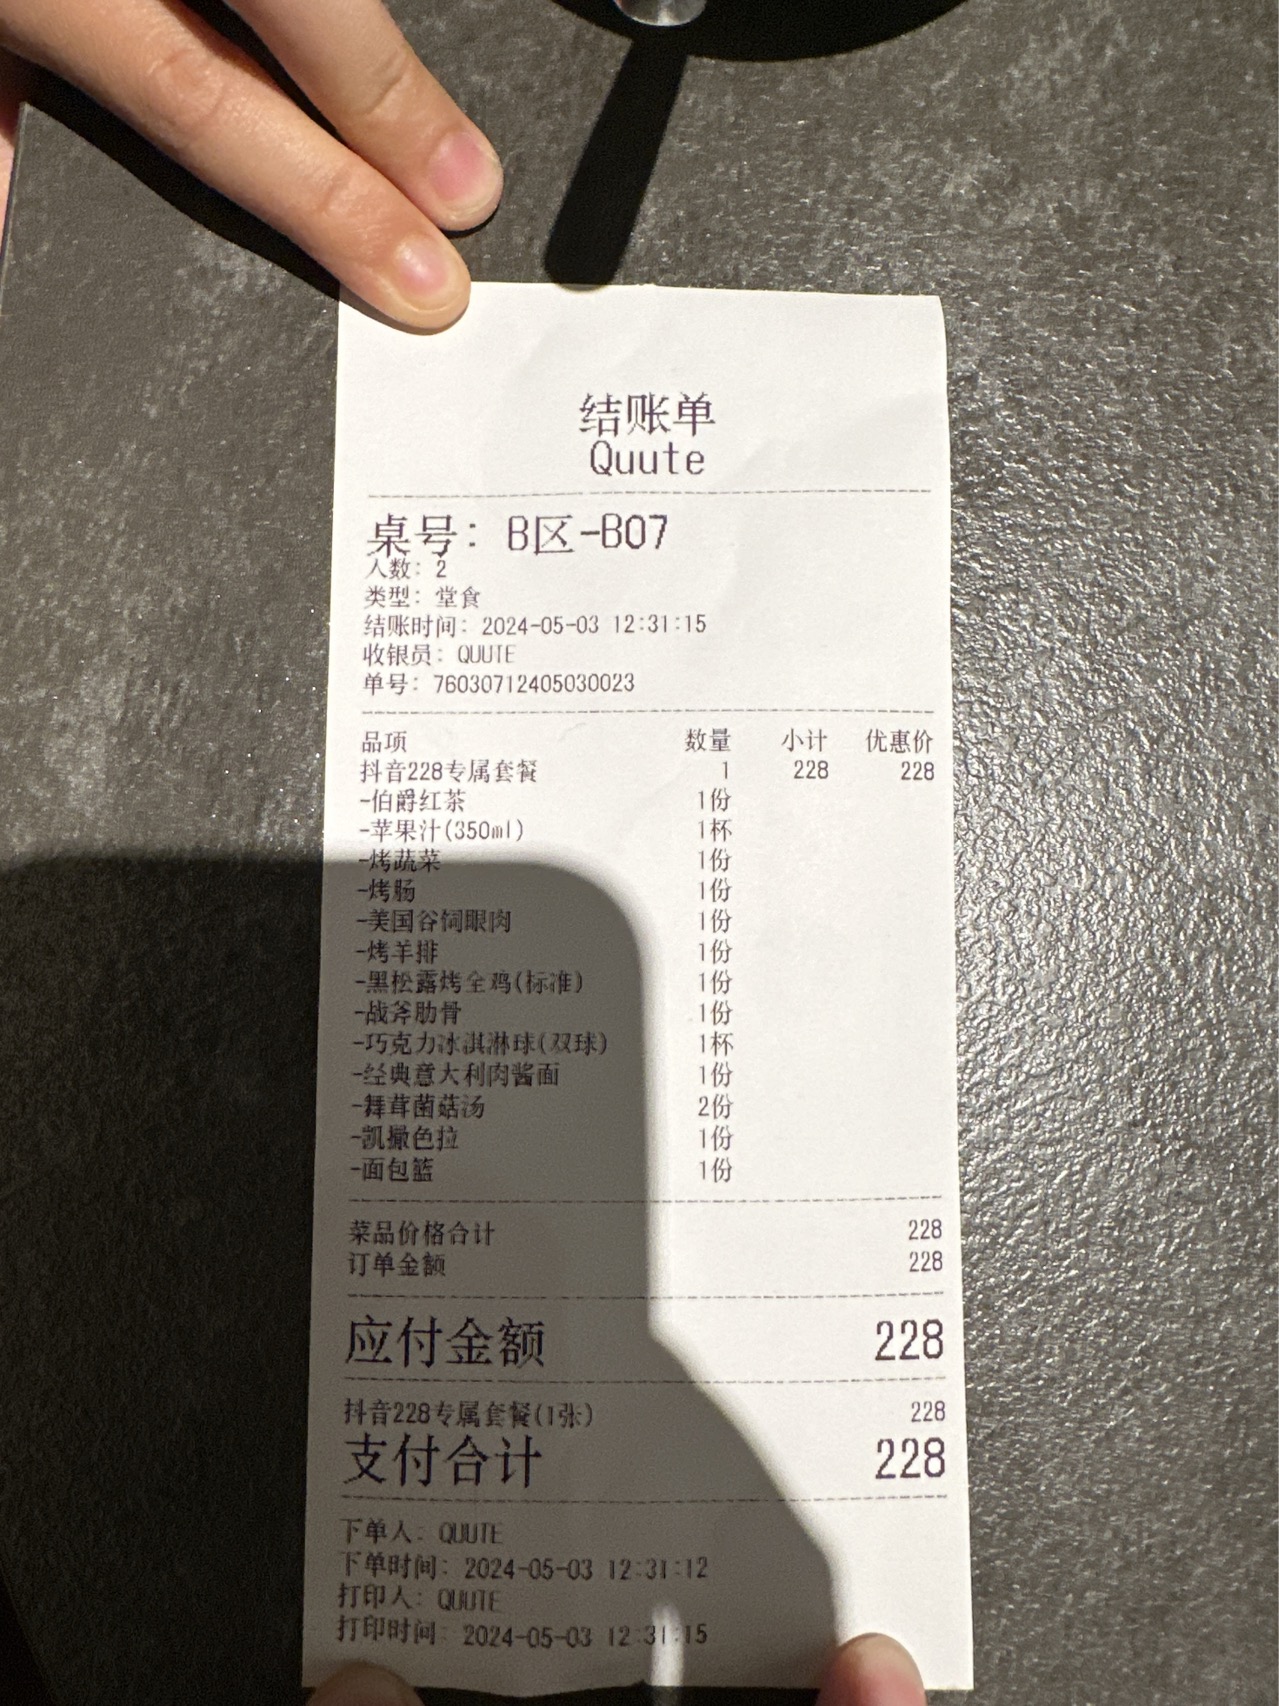 结账单
Quute
桌号: B区-B07
人数: 2
类型: 堂食
结账时间: 2024-05-03 12:31:15
收银员: QUUTE
单号: 76030712405030023
品项 数量 小计 优惠价
抖音228专属套餐 1 228 228
-伯爵红茶 1份
-苹果汁(350ml) 1杯
-烤蔬菜 1份
-烤肠 1份
-美国谷饲眼肉 1份
-烤羊排 1份
-黑松露烤全鸡(标准) 1份
-战斧肋骨 1份
-巧克力冰淇淋球(双球) 1杯
-经典意大利肉酱面 1份
-舞茸菌菇汤 2份
-凯撒色拉 1份
-面包篮 1份
菜品价格合计 228
订单金额 228
应付金额 228
抖音228专属套餐(1张) 228
支付合计 228
下单人: QUUTE
下单时间: 2024-05-03 12:31:12
打印人: QUUTE
打印时间: 2024-05-03 12:31:15